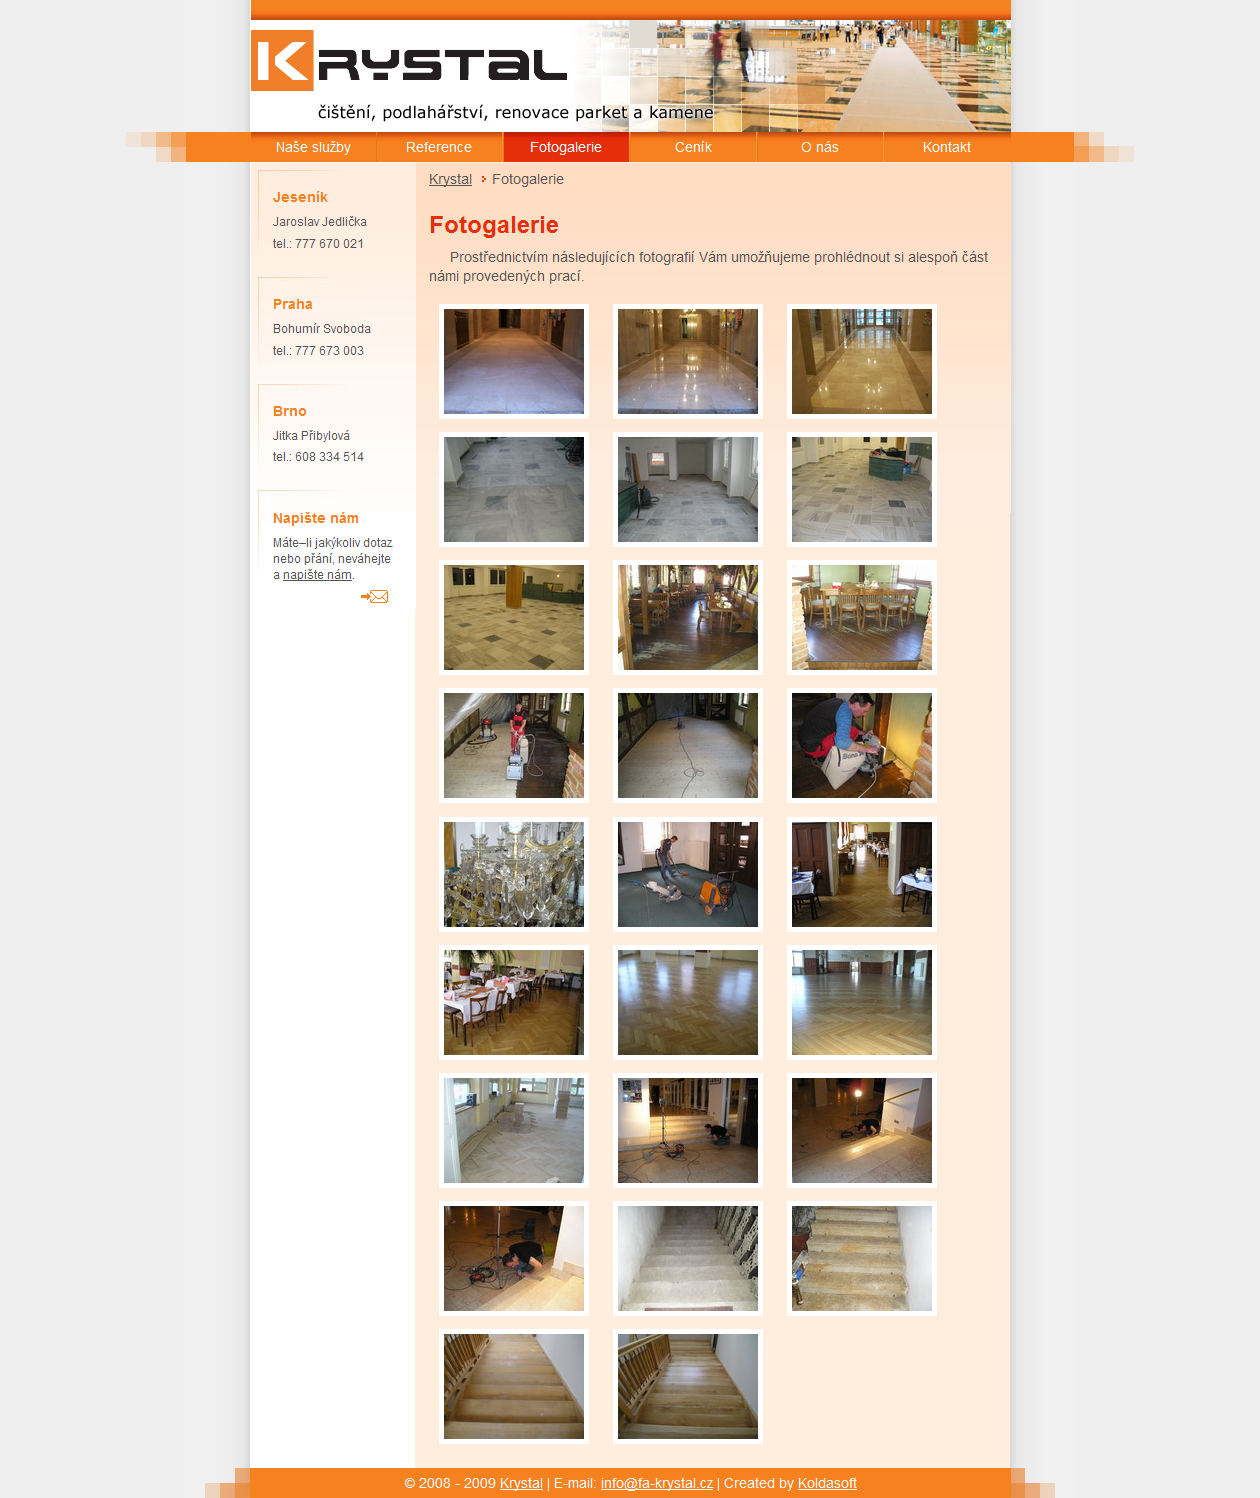 KRYSTAL
čištění, podlahářství, renovace parket a kamene
Naše služby
Reference
Fotogalerie
Ceník
O nás
Kontakt
Jeseník
Jaroslav Jedlička
tel.: 777 670 021
Praha
Bohumír Svoboda
tel.: 777 673 003
Brno
Jitka Přibylová
tel.: 608 334 514
Napište nám
Máte–li jakýkoliv dotaz
nebo přání, neváhejte
a napište nám.
Krystal Fotogalerie
Fotogalerie
Prostřednictvím následujících fotografií Vám umožňujeme prohlédnout si alespoň část
námi provedených prací.
© 2008 - 2009 Krystal | E-mail: info@fa-krystal.cz | Created by Koldasoft